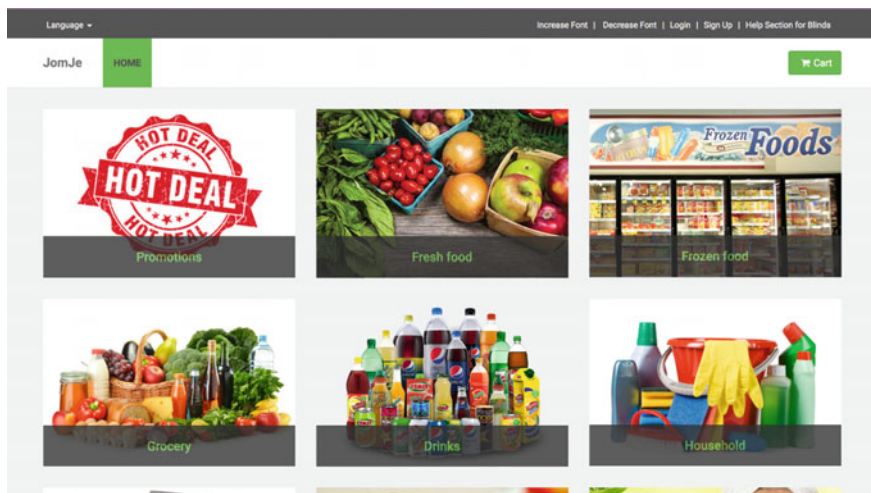 Language
Increase Font | Decrease Font | Login | Sign Up | Help Section for Blinds
JomJe
HOME
Cart
HOT DEAL
HOT DEAL
HOT DEAL
Promotions
Fresh food
Frozen Foods
Frozen food
Grocery
Drinks
Household